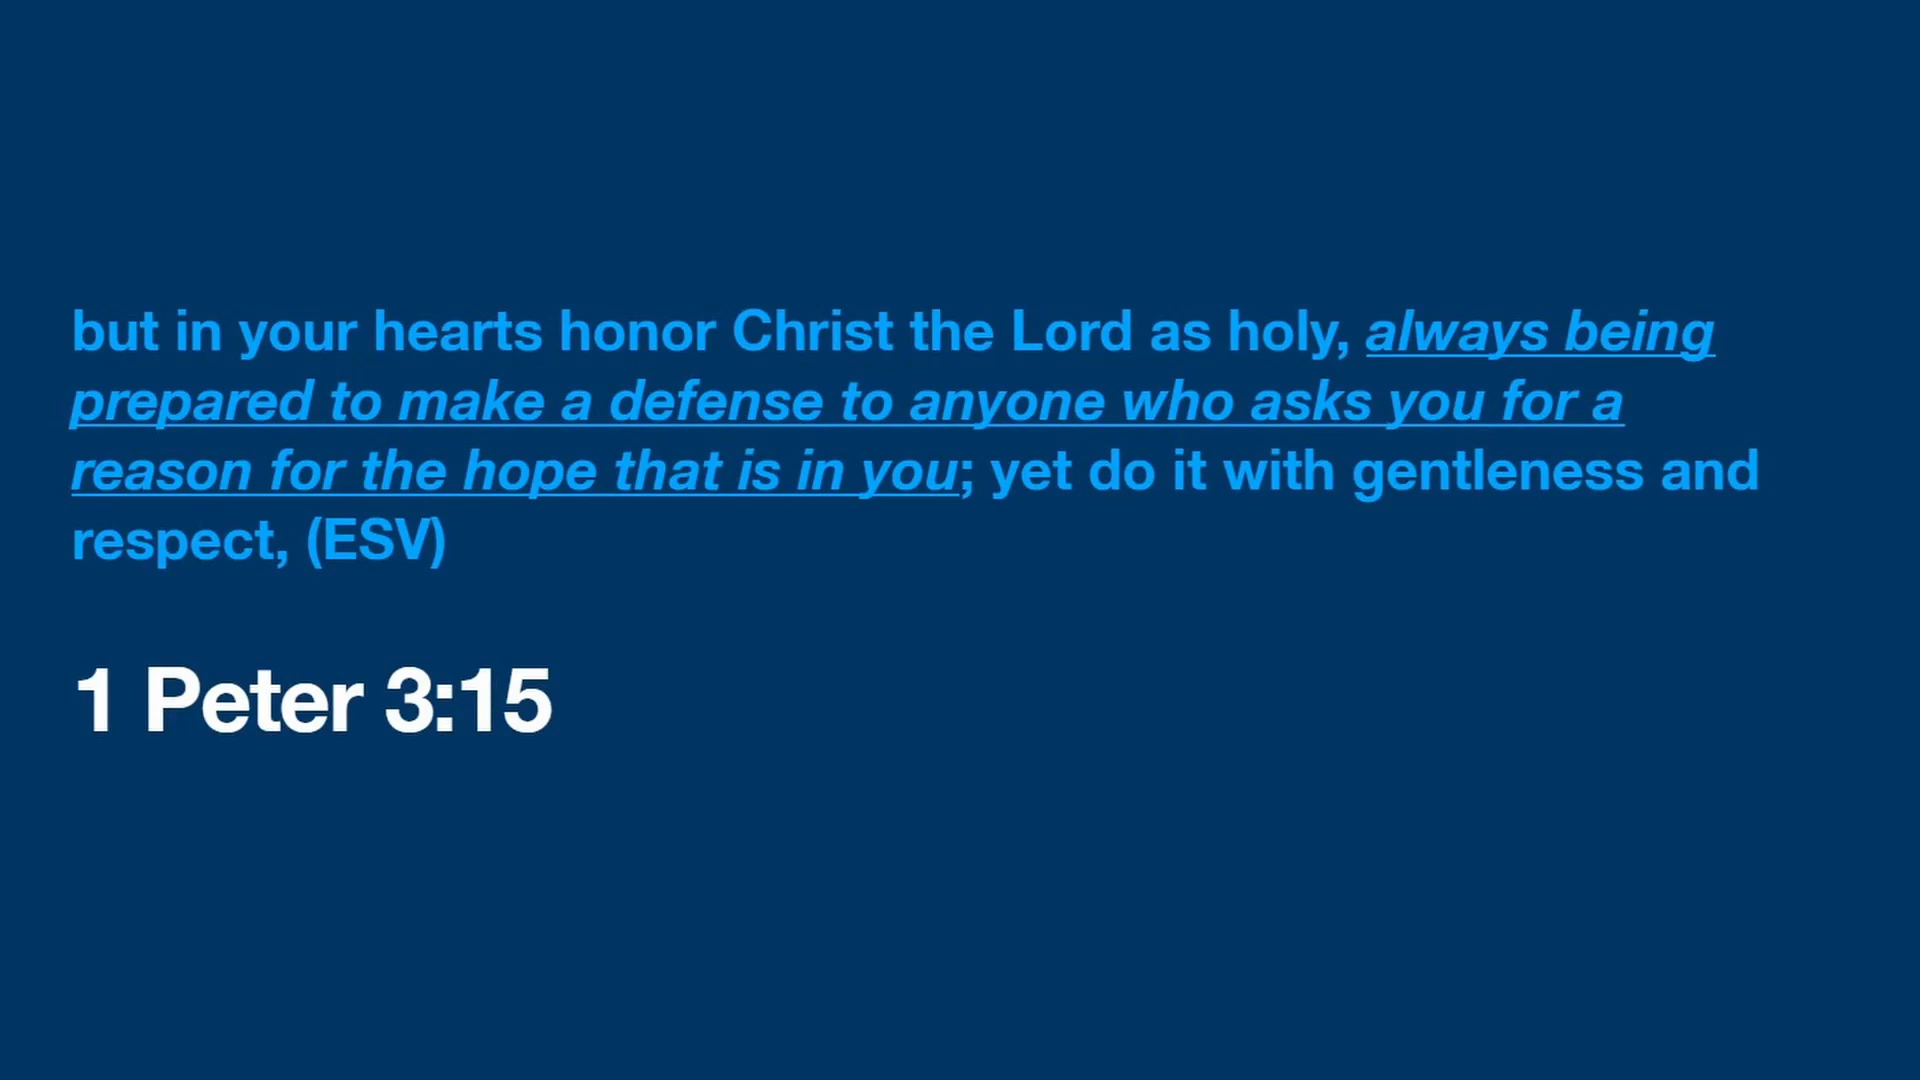 but in your hearts honor Christ the Lord as holy, always being
prepared to make a defense to anyone who asks you for a
reason for the hope that is in you; yet do it with gentleness and
respect, (ESV)
1 Peter 3:15